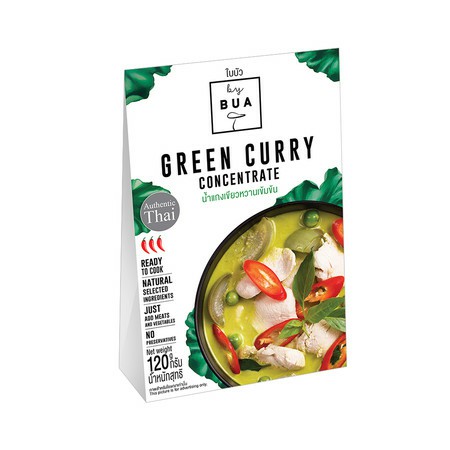 ใบบัว
by
BUA
GREEN CURRY
CONCENTRATE
น้ำแกงเขียวหวานเข้มข้น
Authentic
Thai
READY
TO COOK
NATURAL
SELECTED
INGREDIENTS
JUST
ADD MEATS
AND VEGETABLES
NO
PRESERVATIVES
Net weight
120 g กรัม
น้ำหนักสุทธิ
This picture is for advertising only.